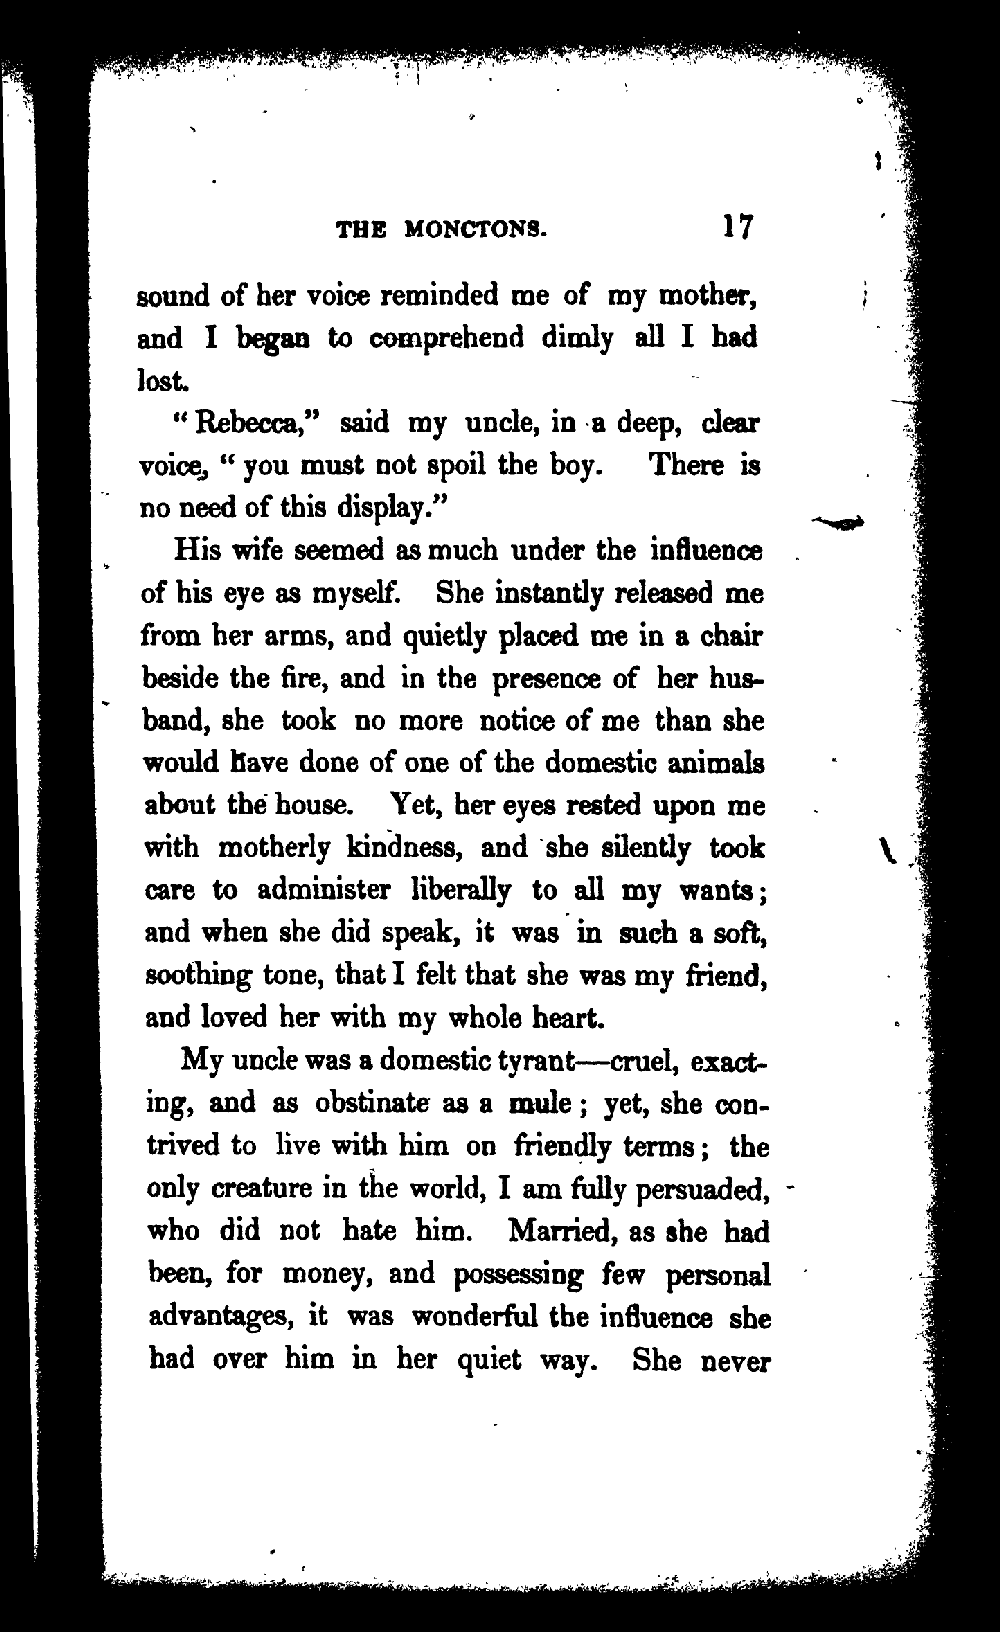 THE MONCTONS. 17
sound of her voice reminded me of my mother,
and I began to comprehend dimly all I had
lost.
“Rebecca,” said my uncle, in a deep, clear
voice, “you must not spoil the boy. There is
no need of this display.”
His wife seemed as much under the influence
of his eye as myself. She instantly released me
from her arms, and quietly placed me in a chair
beside the fire, and in the presence of her hus-
band, she took no more notice of me than she
would have done of one of the domestic animals
about the house. Yet, her eyes rested upon me
with motherly kindness, and she silently took
care to administer liberally to all my wants;
and when she did speak, it was in such a soft,
soothing tone, that I felt that she was my friend,
and loved her with my whole heart.
My uncle was a domestic tyrant—cruel, exact-
ing, and as obstinate as a mule; yet, she con-
trived to live with him on friendly terms; the
only creature in the world, I am fully persuaded,
who did not hate him. Married, as she had
been, for money, and possessing few personal
advantages, it was wonderful the influence she
had over him in her quiet way. She never